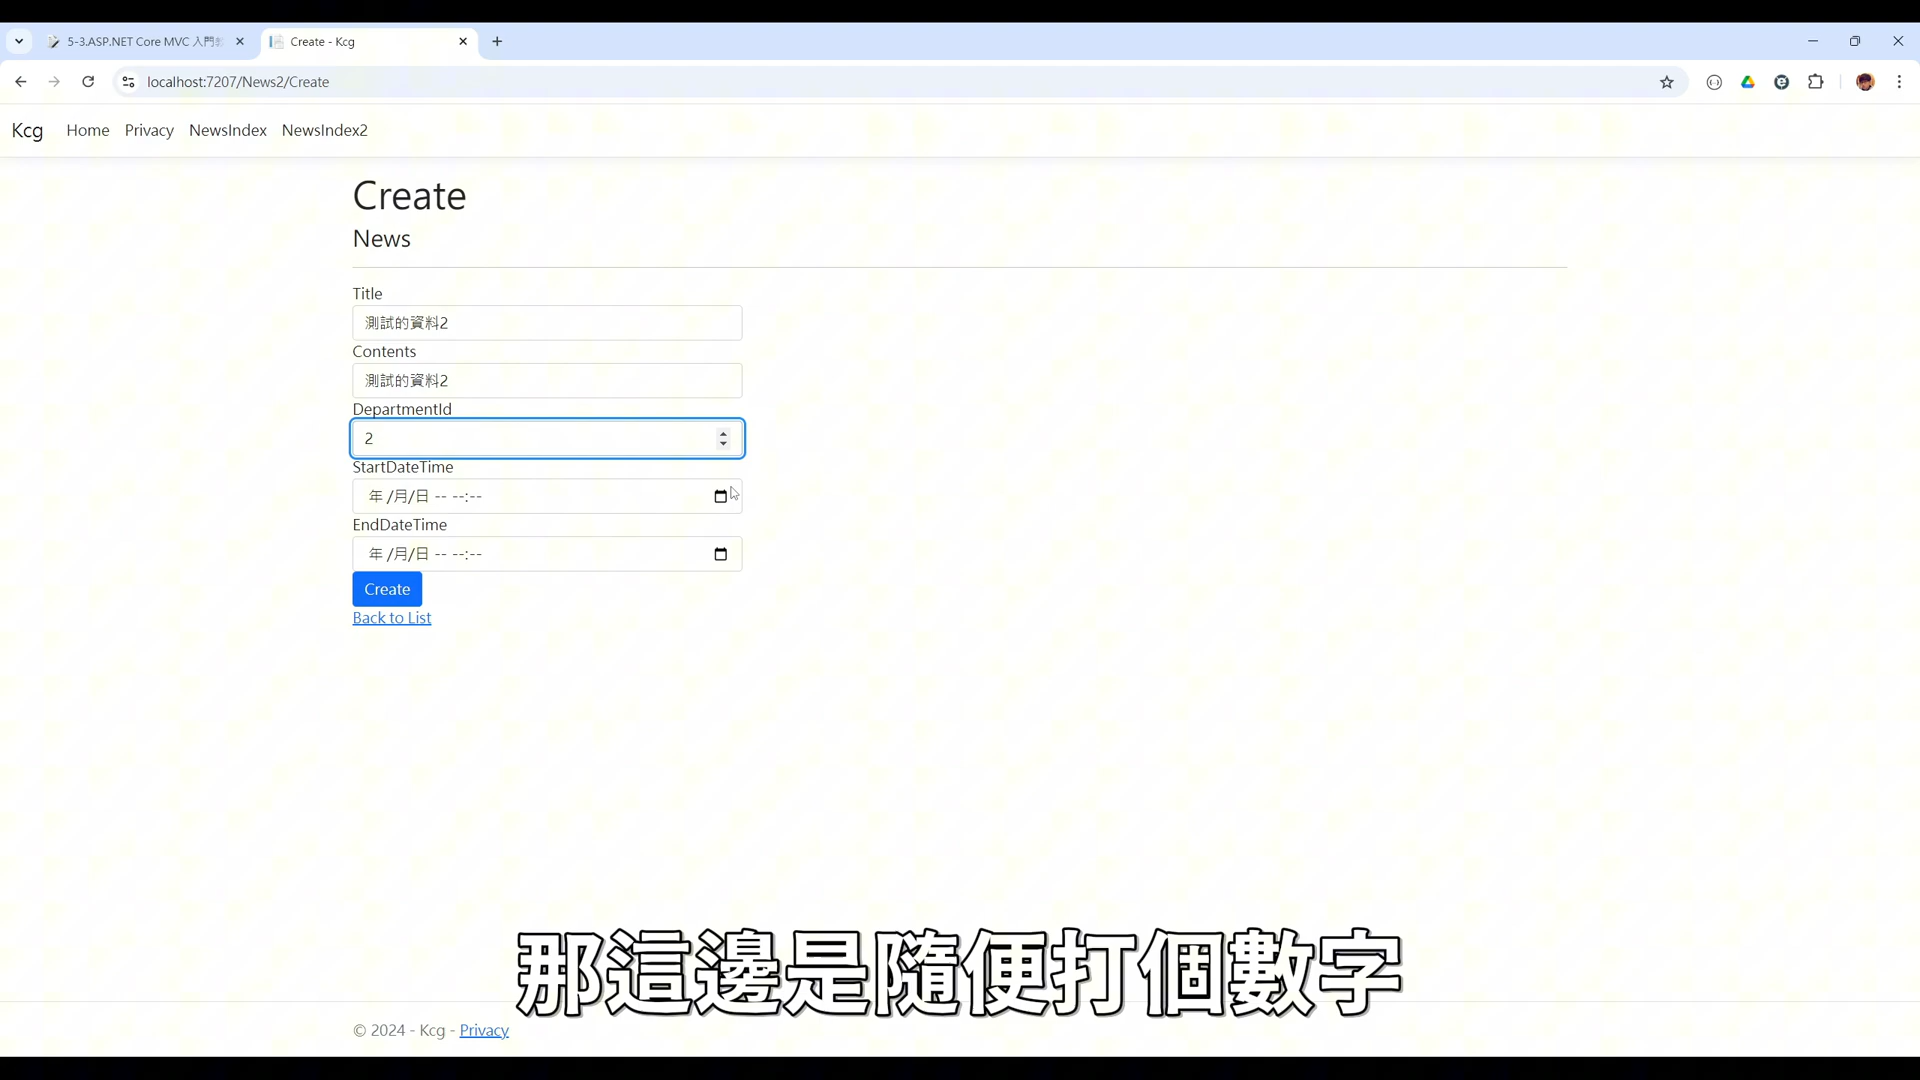 5-3.ASP.NET Core MVC 入門
Create - Kcg
localhost:7207/News2/Create
Kcg Home Privacy NewsIndex NewsIndex2
Create
News
Title
測試的資料2
Contents
測試的資料2
DepartmentId
2
StartDateTime
年 /月/日 -- --:--
EndDateTime
年 /月/日 -- --:--
Create
Back to List
那這邊是隨便打個數字
© 2024 - Kcg - Privacy